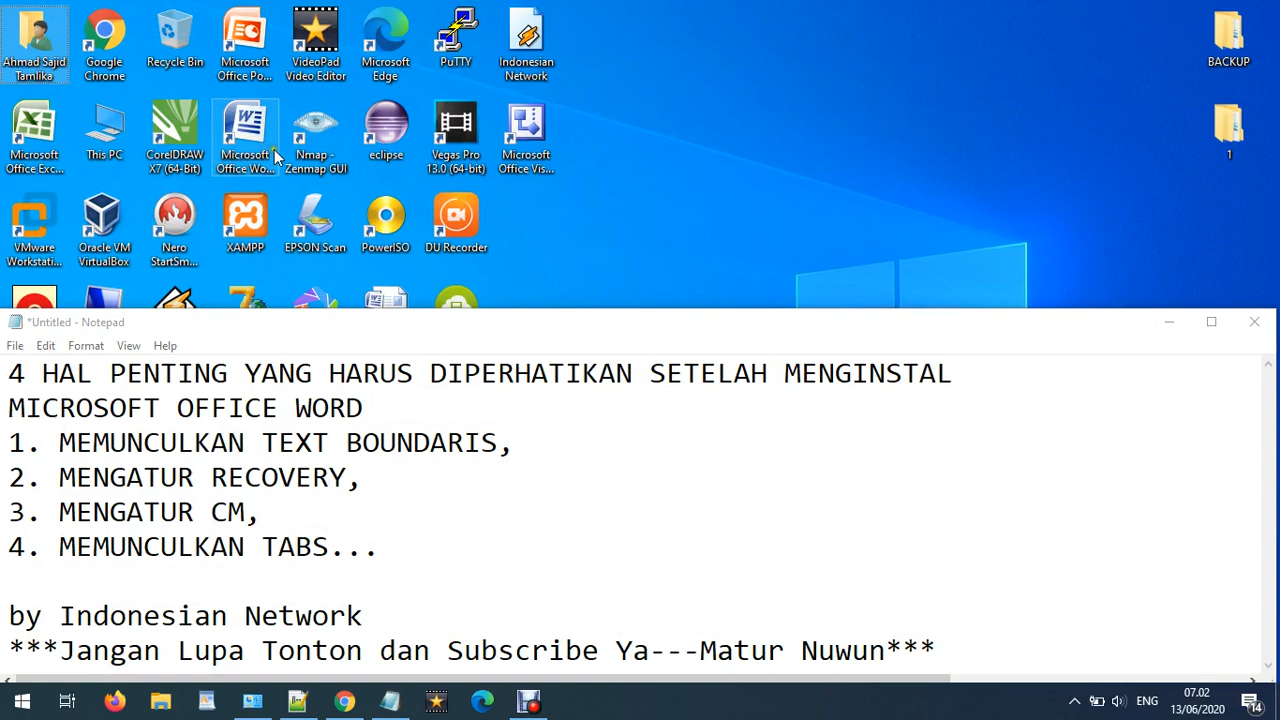 Ahmad Sajid Tamlika
Google Chrome
Recycle Bin
Microsoft Office Po...
VideoPad Video Editor
Microsoft Edge
PuTTY
Indonesian Network
BACKUP
Microsoft Office Exc...
This PC
CorelDRAW X7 (64-Bit)
Microsoft Office Wo...
Nmap - Zenmap GUI
eclipse
Vegas Pro 13.0 (64-bit)
Microsoft Office Vis...
1
VMware Workstati...
Oracle VM VirtualBox
Nero StartSm...
XAMPP
EPSON Scan
PowerISO
DU Recorder
*Untitled - Notepad
File Edit Format View Help
4 HAL PENTING YANG HARUS DIPERHATIKAN SETELAH MENGINSTAL
MICROSOFT OFFICE WORD
1. MEMUNCULKAN TEXT BOUNDARIS,
2. MENGATUR RECOVERY,
3. MENGATUR CM,
4. MEMUNCULKAN TABS...
by Indonesian Network
***Jangan Lupa Tonton dan Subscribe Ya---Matur Nuwun***
ENG
07.02
13/06/2020
14